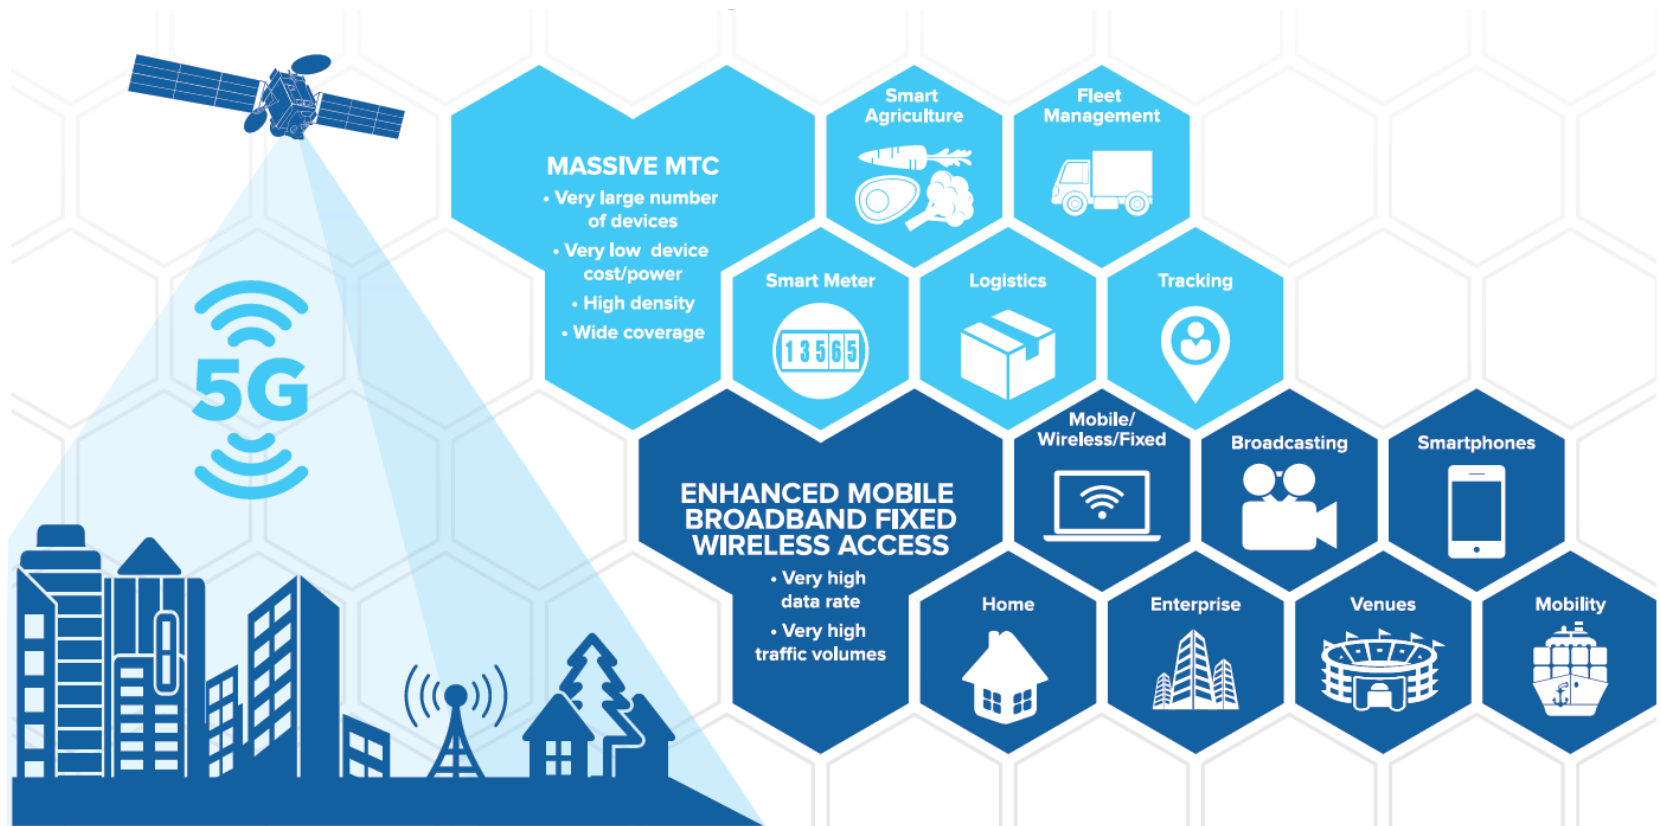 5G
MASSIVE MTC
• Very large number
of devices
• Very low device
cost/power
• High density
• Wide coverage
Smart
Agriculture
Fleet
Management
Smart Meter
13565
Logistics
Tracking
ENHANCED MOBILE
BROADBAND FIXED
WIRELESS ACCESS
• Very high
data rate
• Very high
traffic volumes
Mobile/
Wireless/Fixed
Broadcasting
Smartphones
Home
Enterprise
Venues
Mobility